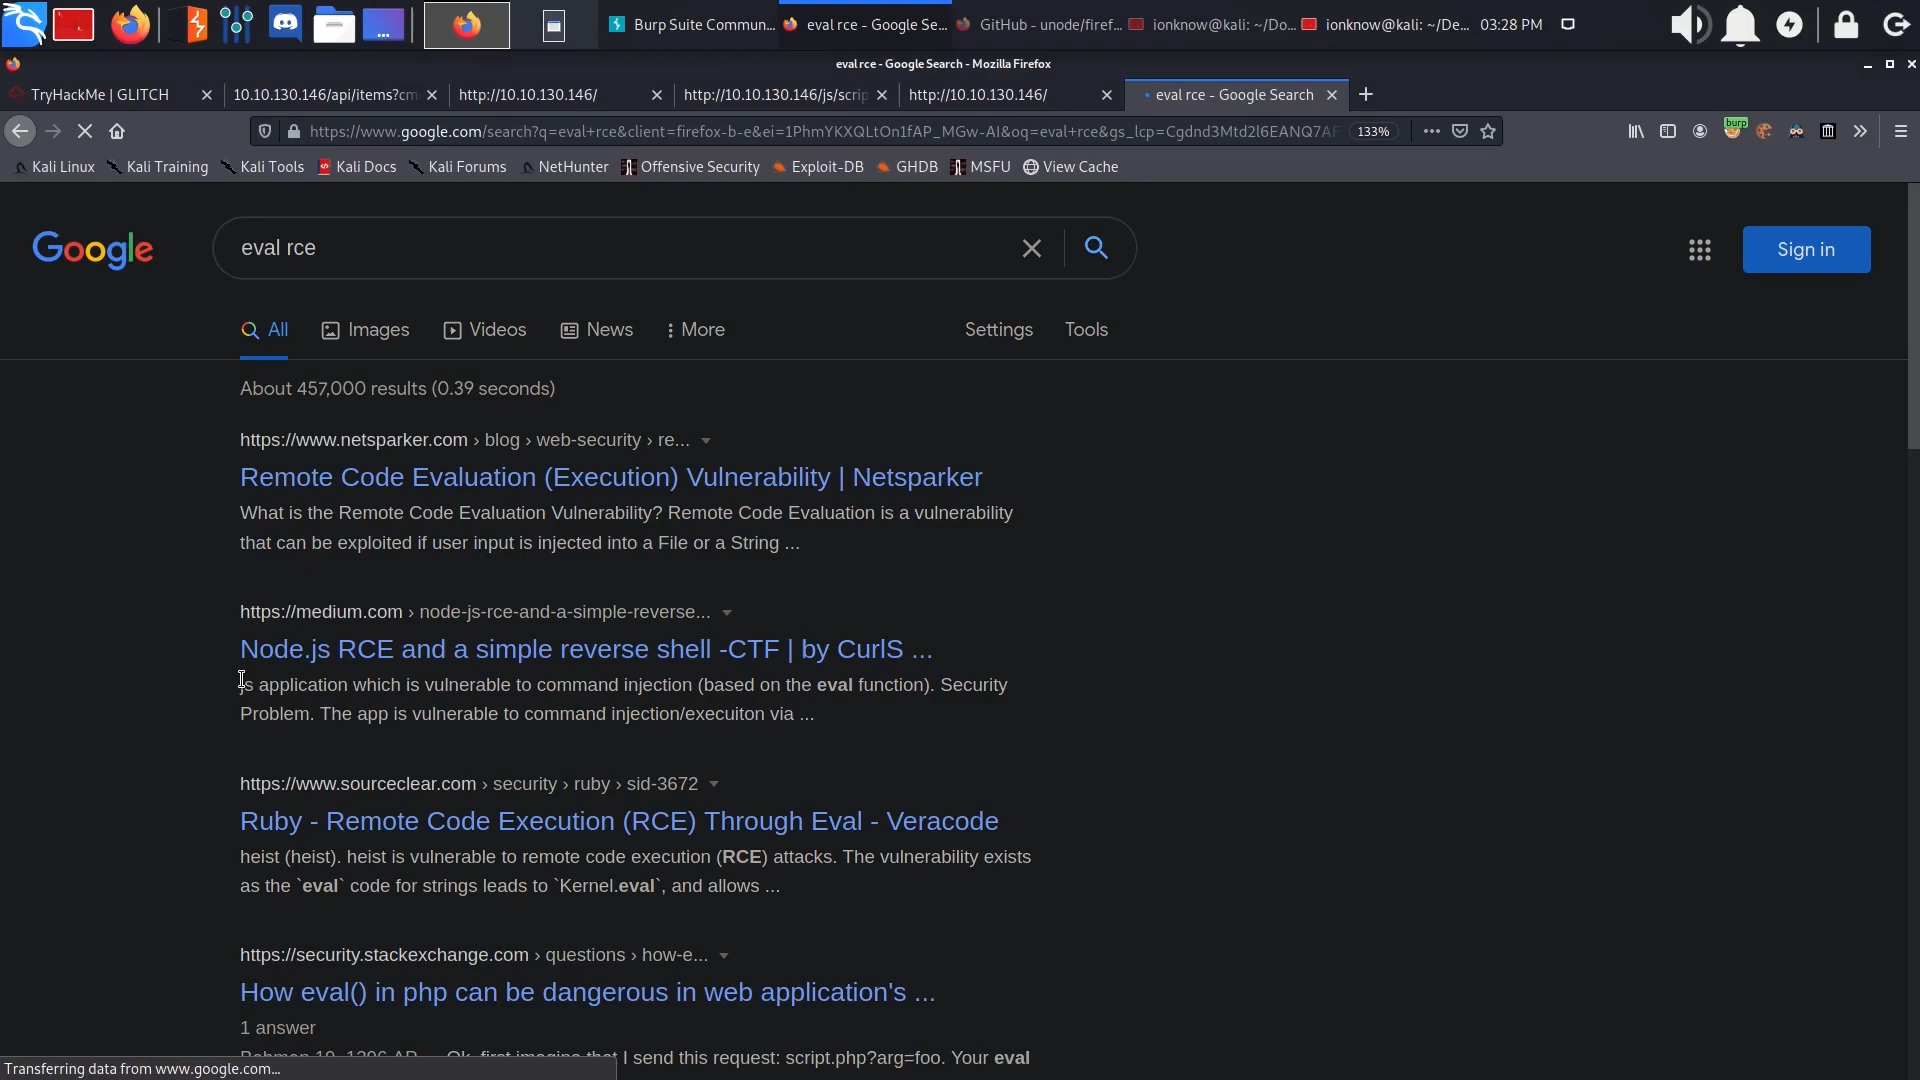 Burp Suite Commun...
eval rce - Google Se...
GitHub - unode/firef...
ionknow@kali: ~/Do...
ionknow@kali: ~/De...
03:28 PM
eval rce - Google Search - Mozilla Firefox
TryHackMe | GLITCH
10.10.130.146/api/items?cm
http://10.10.130.146/
http://10.10.130.146/js/scrip
http://10.10.130.146/
eval rce - Google Search
https://www.google.com/search?q=eval+rce&client=firefox-b-e&ei=1PhmYKXQLtOn1fAP_MGw-AI&oq=eval+rce&gs_lcp=Cgdnd3Mtd2l6EANQ7AF
133%
burp
Kali Linux
Kali Training
Kali Tools
Kali Docs
Kali Forums
NetHunter
Offensive Security
Exploit-DB
GHDB
MSFU
View Cache
Google
eval rce
Sign in
All
Images
Videos
News
More
Settings
Tools
About 457,000 results (0.39 seconds)
https://www.netsparker.com › blog › web-security › re...
Remote Code Evaluation (Execution) Vulnerability | Netsparker
What is the Remote Code Evaluation Vulnerability? Remote Code Evaluation is a vulnerability
that can be exploited if user input is injected into a File or a String ...
https://medium.com › node-js-rce-and-a-simple-reverse...
Node.js RCE and a simple reverse shell -CTF | by CurlS ...
js application which is vulnerable to command injection (based on the eval function). Security
Problem. The app is vulnerable to command injection/execuiton via ...
https://www.sourceclear.com › security › ruby › sid-3672
Ruby - Remote Code Execution (RCE) Through Eval - Veracode
heist (heist). heist is vulnerable to remote code execution (RCE) attacks. The vulnerability exists
as the `eval` code for strings leads to `Kernel.eval`, and allows ...
https://security.stackexchange.com › questions › how-e...
How eval() in php can be dangerous in web application's ...
1 answer
Bahman 19, 1396 AP — Ok, first imagine that I send this request: script.php?arg=foo. Your eval
Transferring data from www.google.com...